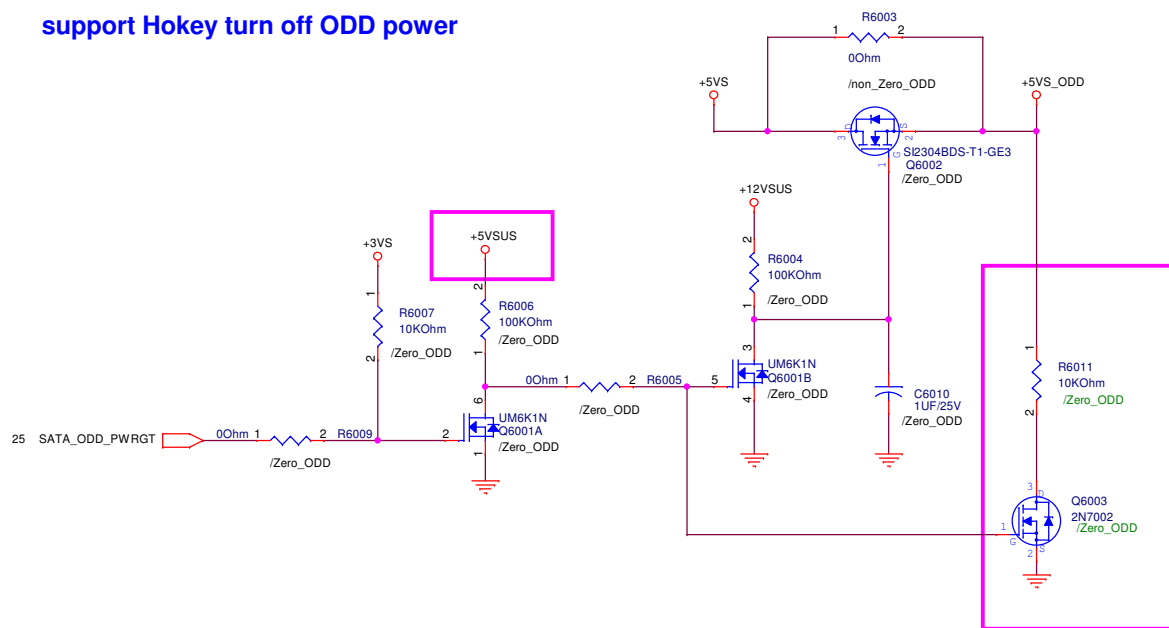 support Hokey turn off ODD power
R6003
1 2
0Ohm
/non_Zero_ODD
+5VS
+5VS_ODD
3 D S 2
G
1
SI2304BDS-T1-GE3
Q6002
/Zero_ODD
+12VSUS
2
R6004
100KOhm
/Zero_ODD
1
+3VS
+5VSUS
1
R6007
10KOhm
/Zero_ODD
2
2
R6006
100KOhm
/Zero_ODD
1
0Ohm 1 2 R6005
/Zero_ODD
3
5
4
UM6K1N
Q6001B
/Zero_ODD
C6010
1UF/25V
/Zero_ODD
1
R6011
10KOhm
/Zero_ODD
2
25 SATA_ODD_PWRGT
0Ohm 1 2 R6009
/Zero_ODD
6
2
1
UM6K1N
Q6001A
/Zero_ODD
3 D
1
G
S
2
Q6003
2N7002
/Zero_ODD